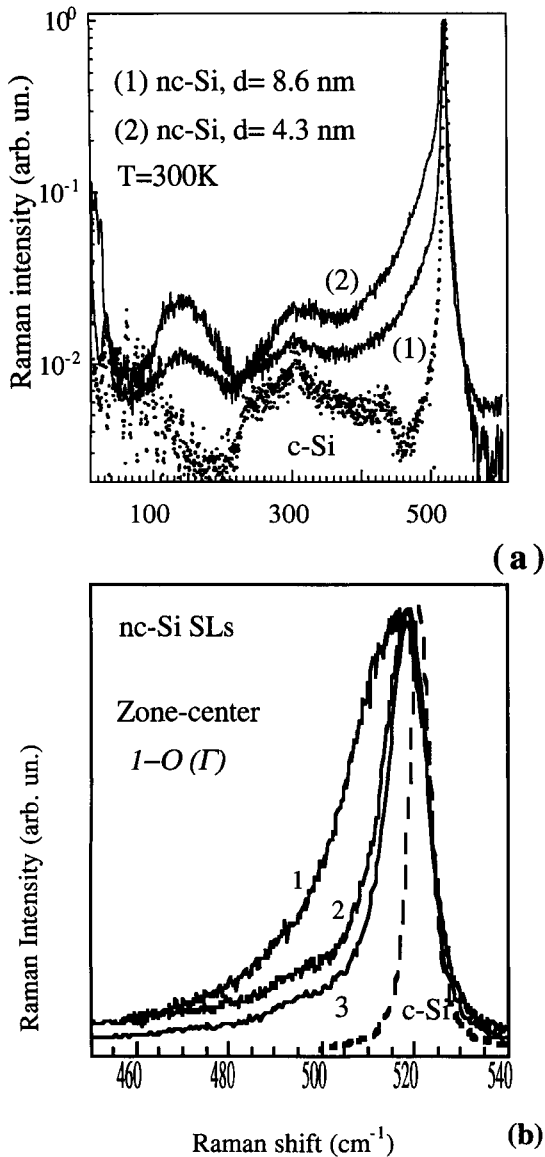 10⁰
(1) nc-Si, d= 8.6 nm
(2) nc-Si, d= 4.3 nm
T=300K
10⁻¹
(2)
(1)
10⁻²
c-Si
Raman intensity (arb. un.)
100 300 500
(a)
nc-Si SLs
Zone-center
1-O (Γ)
1
2
3
c-Si
Raman Intensity (arb. un.)
460 480 500 520 540
Raman shift (cm⁻¹)
(b)